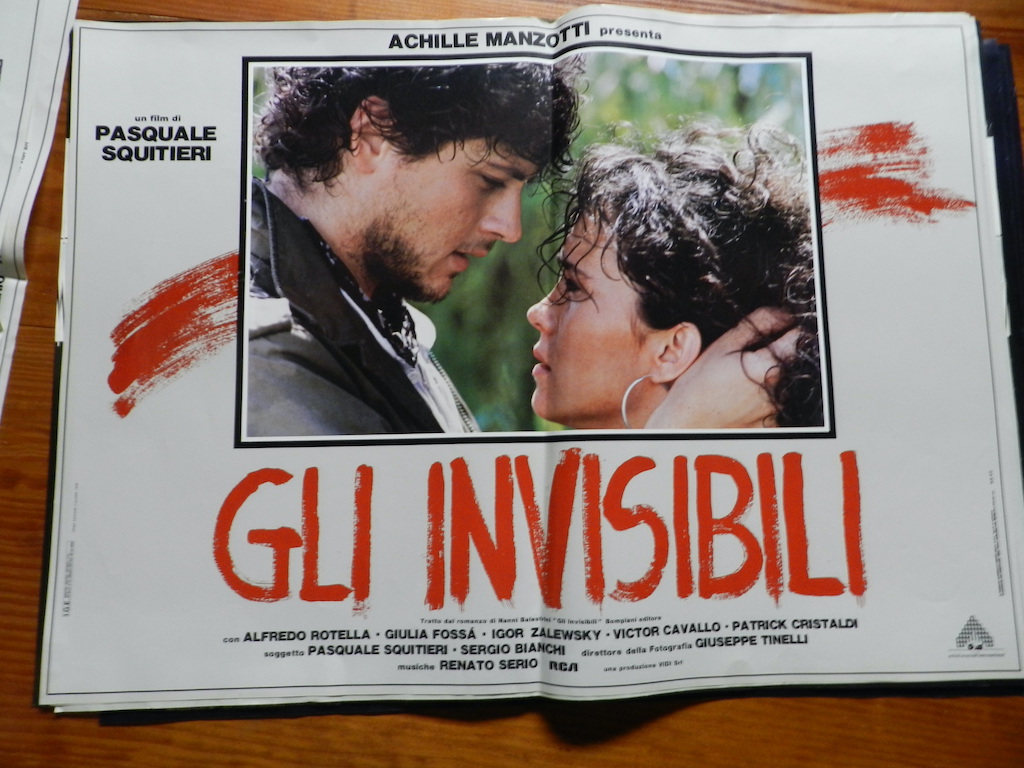 ACHILLE MANZOTTI presenta
un film di
PASQUALE
SQUITIERI
GLI INVISIBILI
Tratto dal romanzo di Nanni Balestrini "Gli Invisibili" Bompiani editore
con ALFREDO ROTELLA · GIULIA FOSSÁ · IGOR ZALEWSKY · VICTOR CAVALLO · PATRICK CRISTALDI
soggetto PASQUALE SQUITIERI · SERGIO BIANCHI direttore della Fotografia GIUSEPPE TINELLI
musiche RENATO SERIO RCA una produzione VIDI Srl